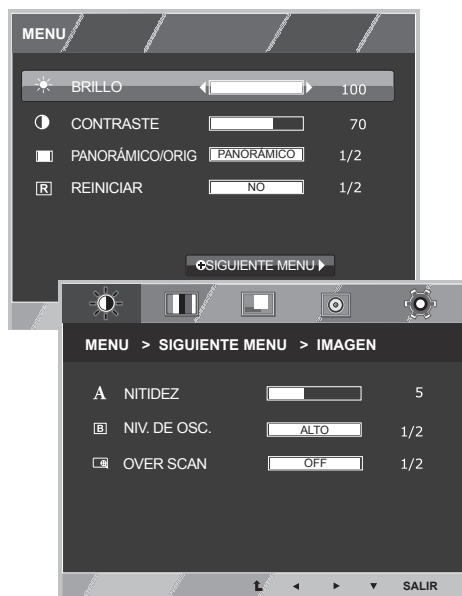 MENU
BRILLO 100
CONTRASTE 70
PANORÁMICO/ORIG PANORÁMICO 1/2
R REINICIAR NO 1/2
SIGUIENTE MENU
MENU > SIGUIENTE MENU > IMAGEN
A NITIDEZ 5
B NIV. DE OSC. ALTO 1/2
OVER SCAN OFF 1/2
SALIR